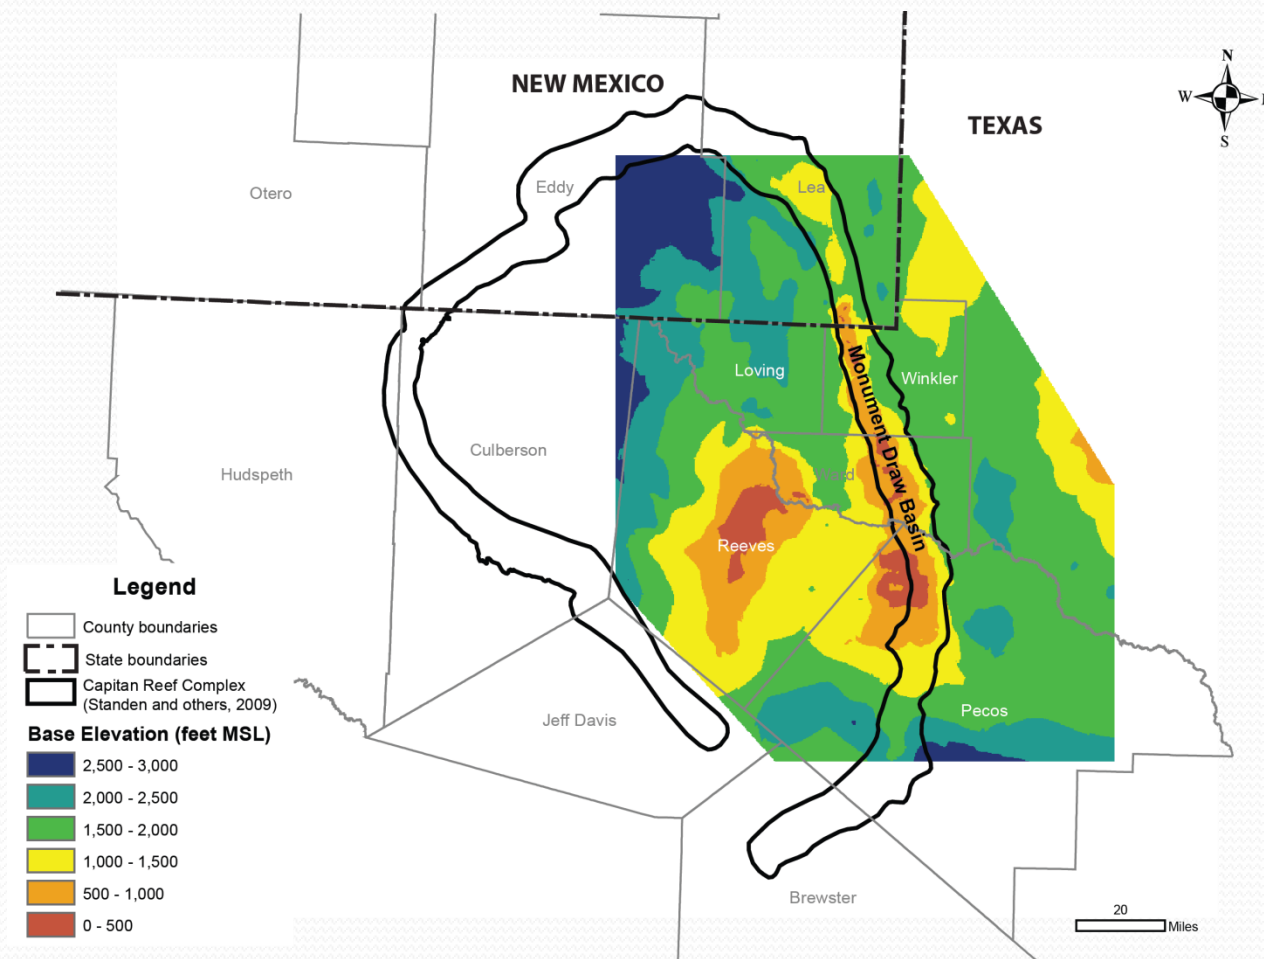 NEW MEXICO
TEXAS
N
W
S
Otero
Eddy
Lea
Loving
Winkler
Monument Draw Basin
Culberson
Hudspeth
Ward
Reeves
Jeff Davis
Pecos
Brewster
Legend
County boundaries
State boundaries
Capitan Reef Complex
(Standen and others, 2009)
Base Elevation (feet MSL)
2,500 - 3,000
2,000 - 2,500
1,500 - 2,000
1,000 - 1,500
500 - 1,000
0 - 500
20
Miles